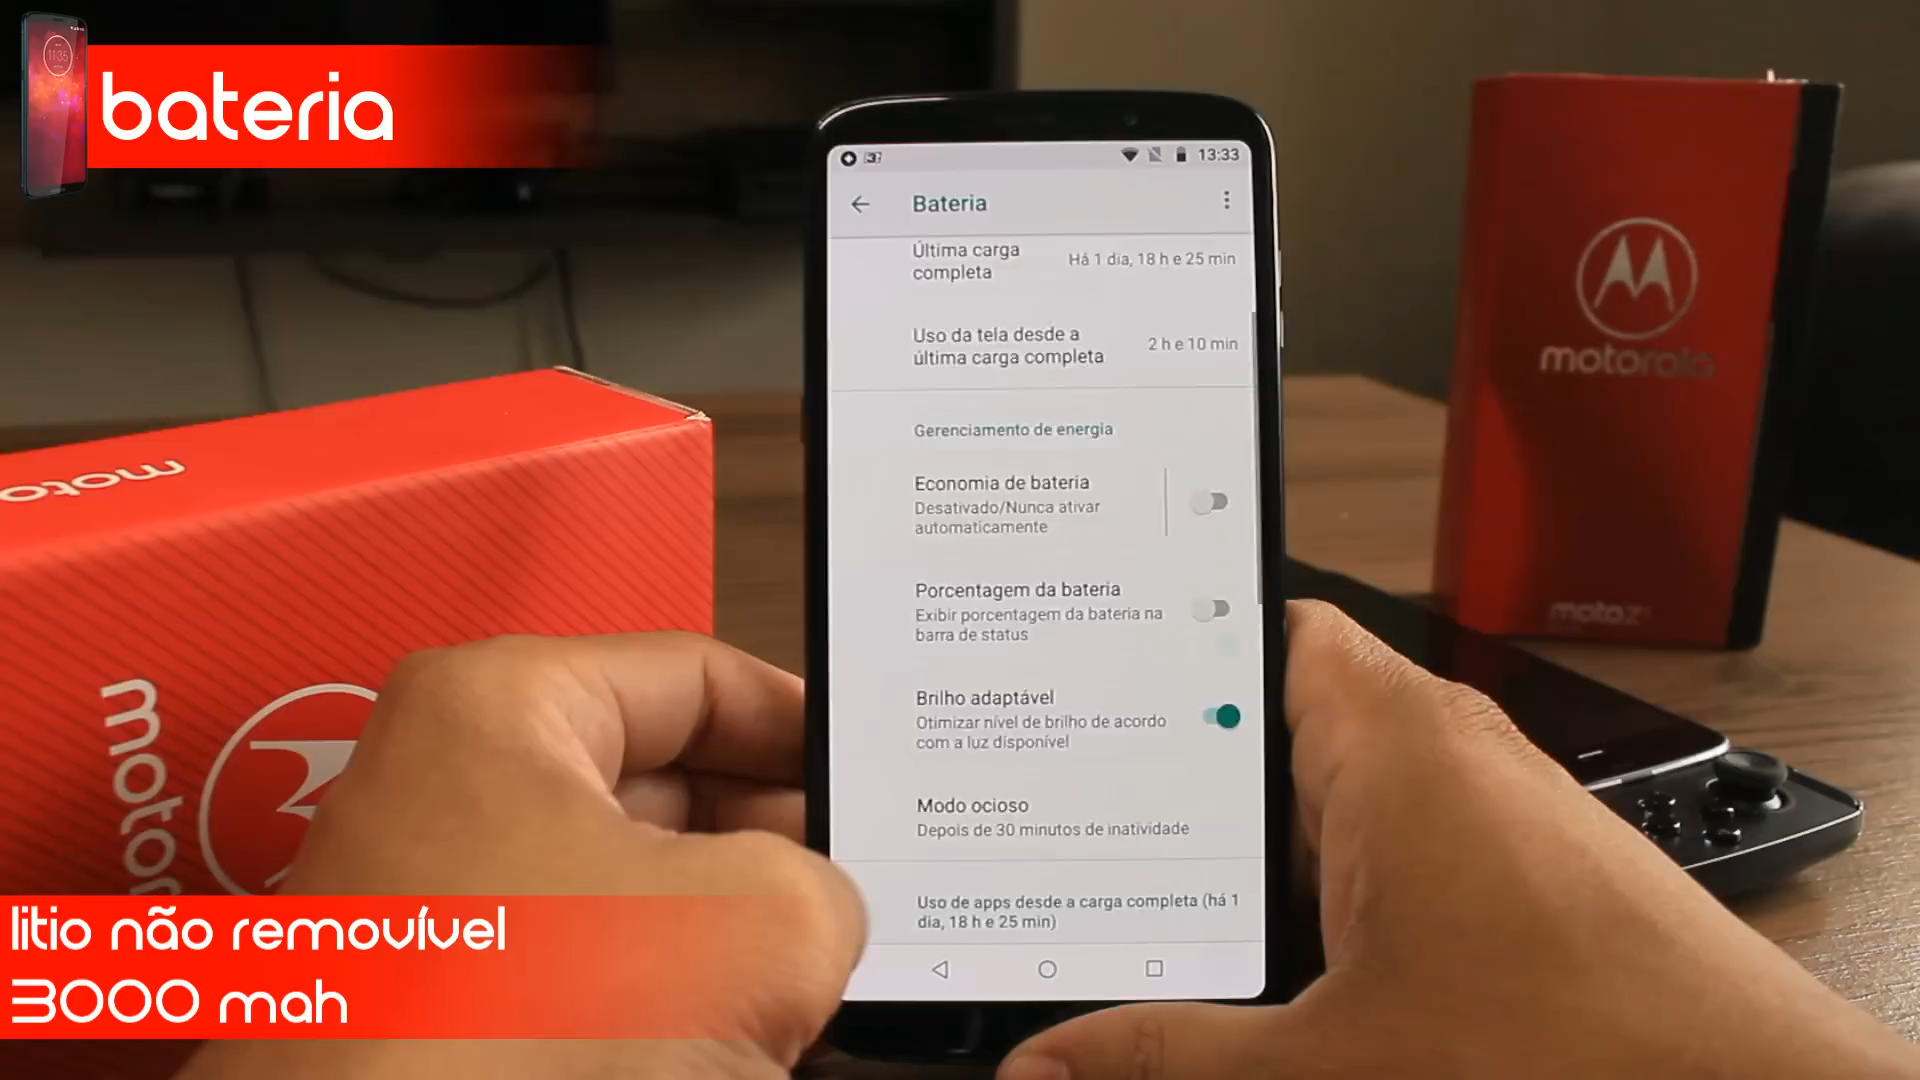 bateria
13:33
Bateria
Última carga
completa
Há 1 dia, 18 h e 25 min
Uso da tela desde a
última carga completa
2 h e 10 min
Gerenciamento de energia
Economia de bateria
Desativado/Nunca ativar
automaticamente
Porcentagem da bateria
Exibir porcentagem da bateria na
barra de status
Brilho adaptável
Otimizar nível de brilho de acordo
com a luz disponível
Modo ocioso
Depois de 30 minutos de inatividade
Uso de apps desde a carga completa (há 1
dia, 18 h e 25 min)
motorola
moto z³
moto
motor
lítio não removível
3000 mah